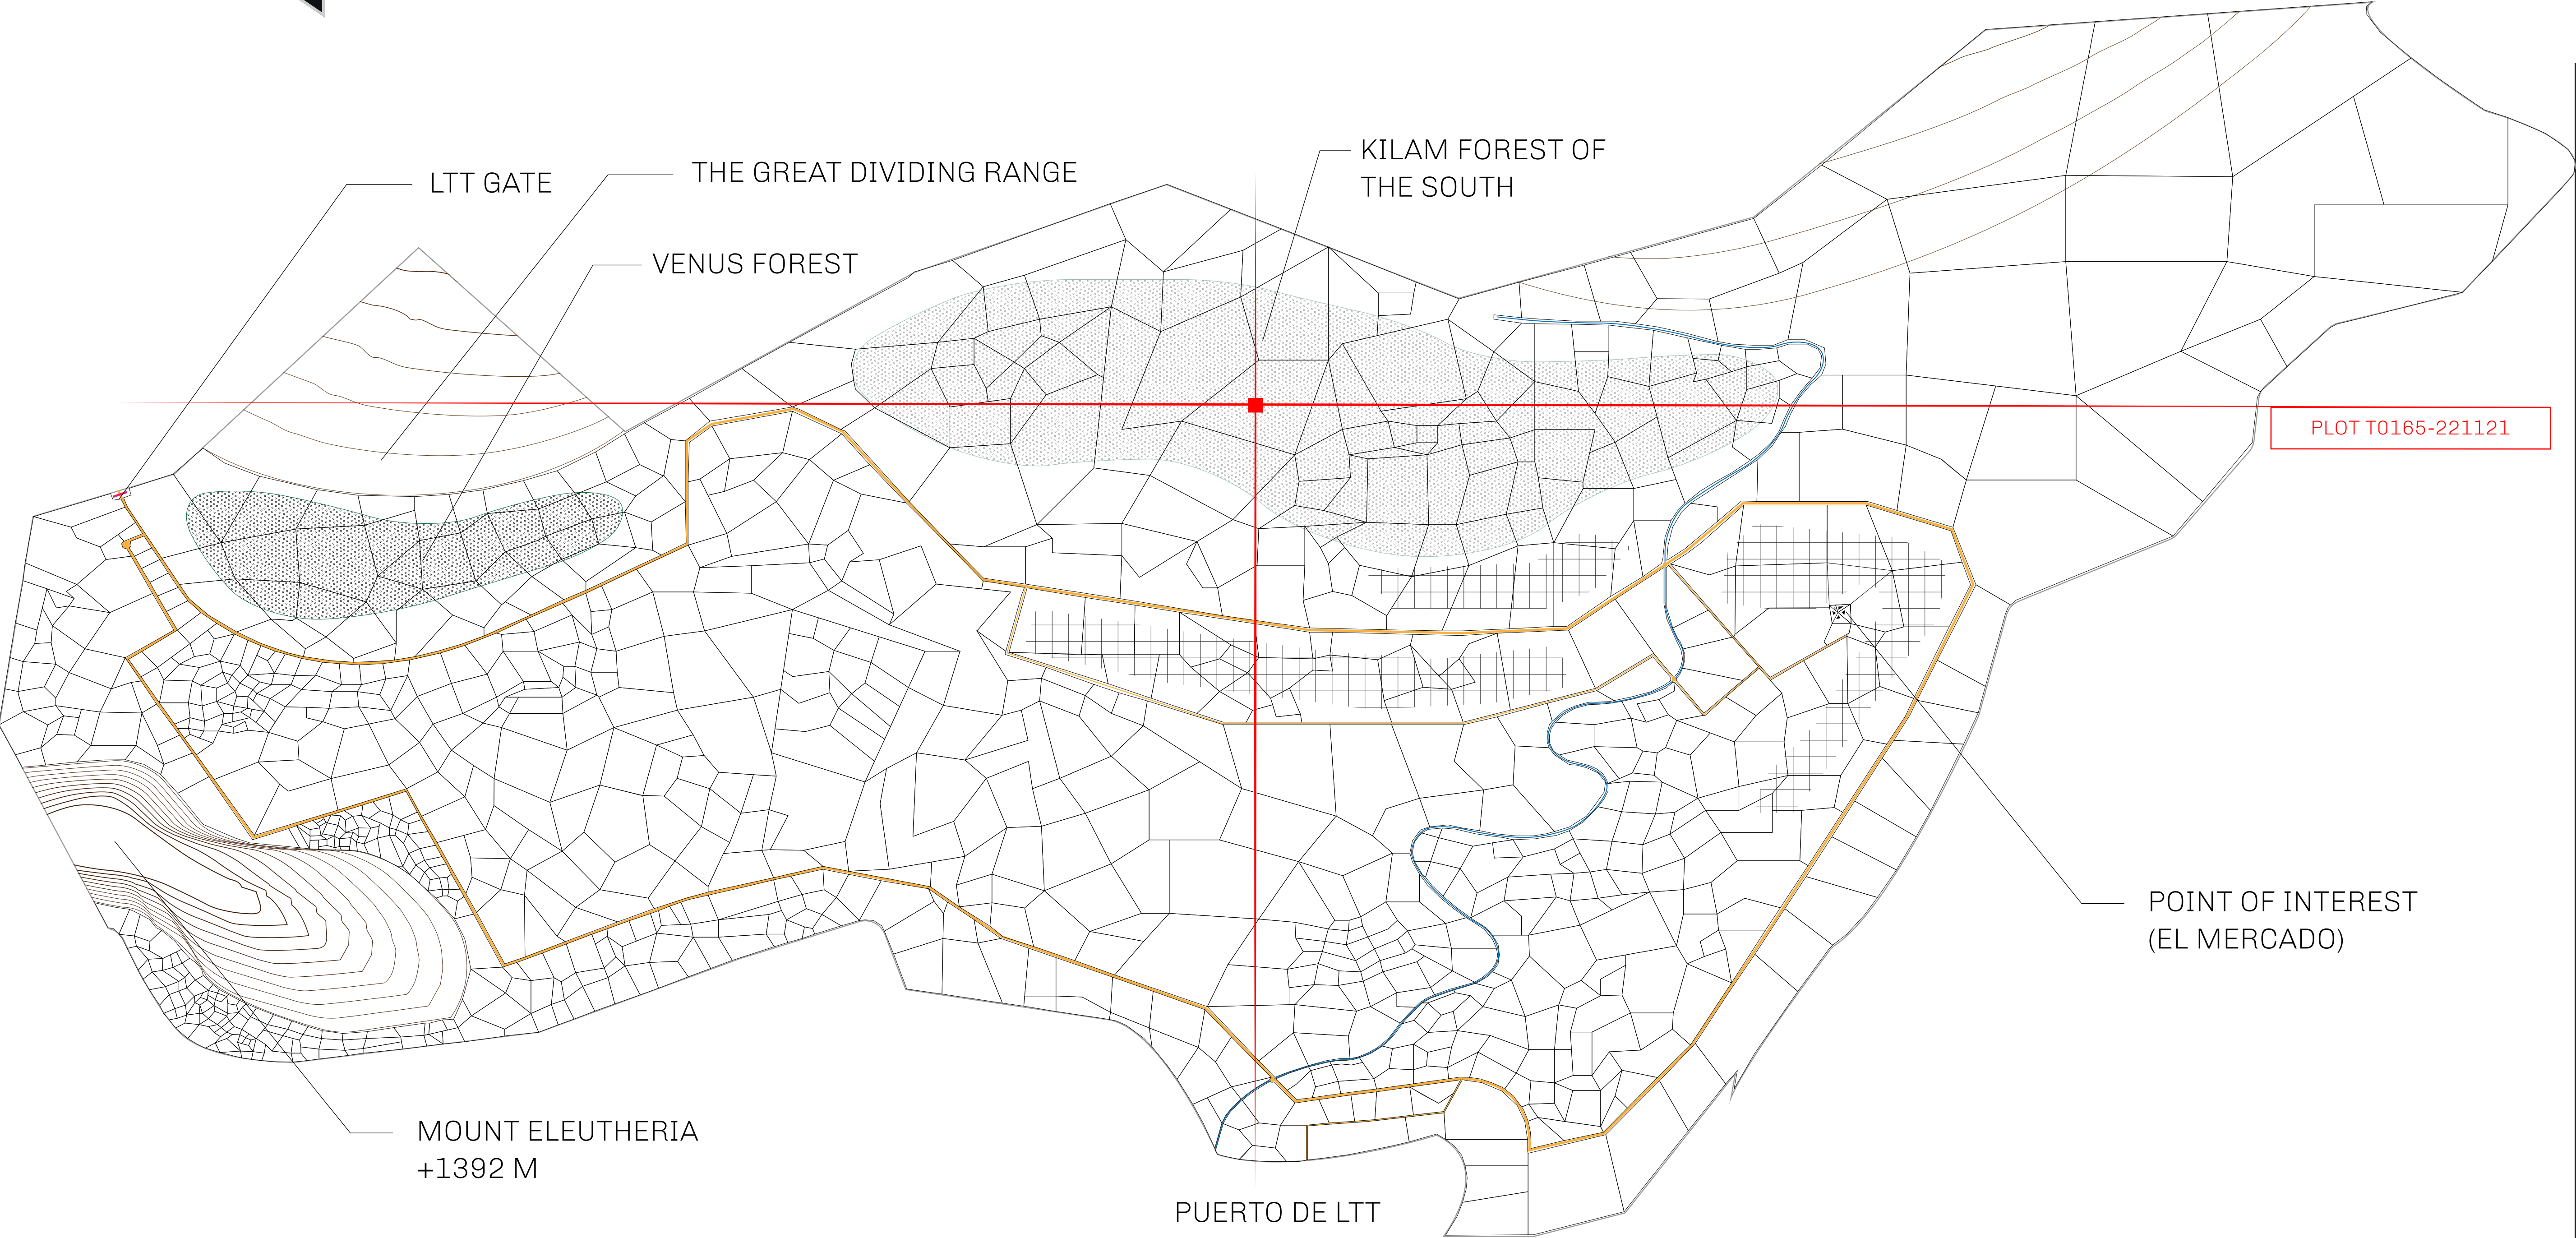 KILAM FOREST OF
THE SOUTH
LTT GATE
THE GREAT DIVIDING RANGE
VENUS FOREST
PLOT T0165-221121
POINT OF INTEREST
(EL MERCADO)
MOUNT ELEUTHERIA
+1392 M
PUERTO DE LTT